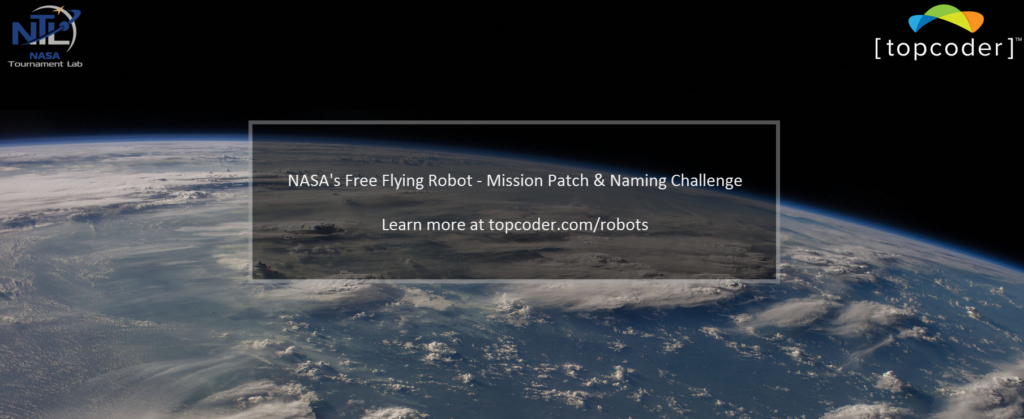 NTL
NASA
Tournament Lab
[topcoder]™
NASA's Free Flying Robot - Mission Patch & Naming Challenge
Learn more at topcoder.com/robots